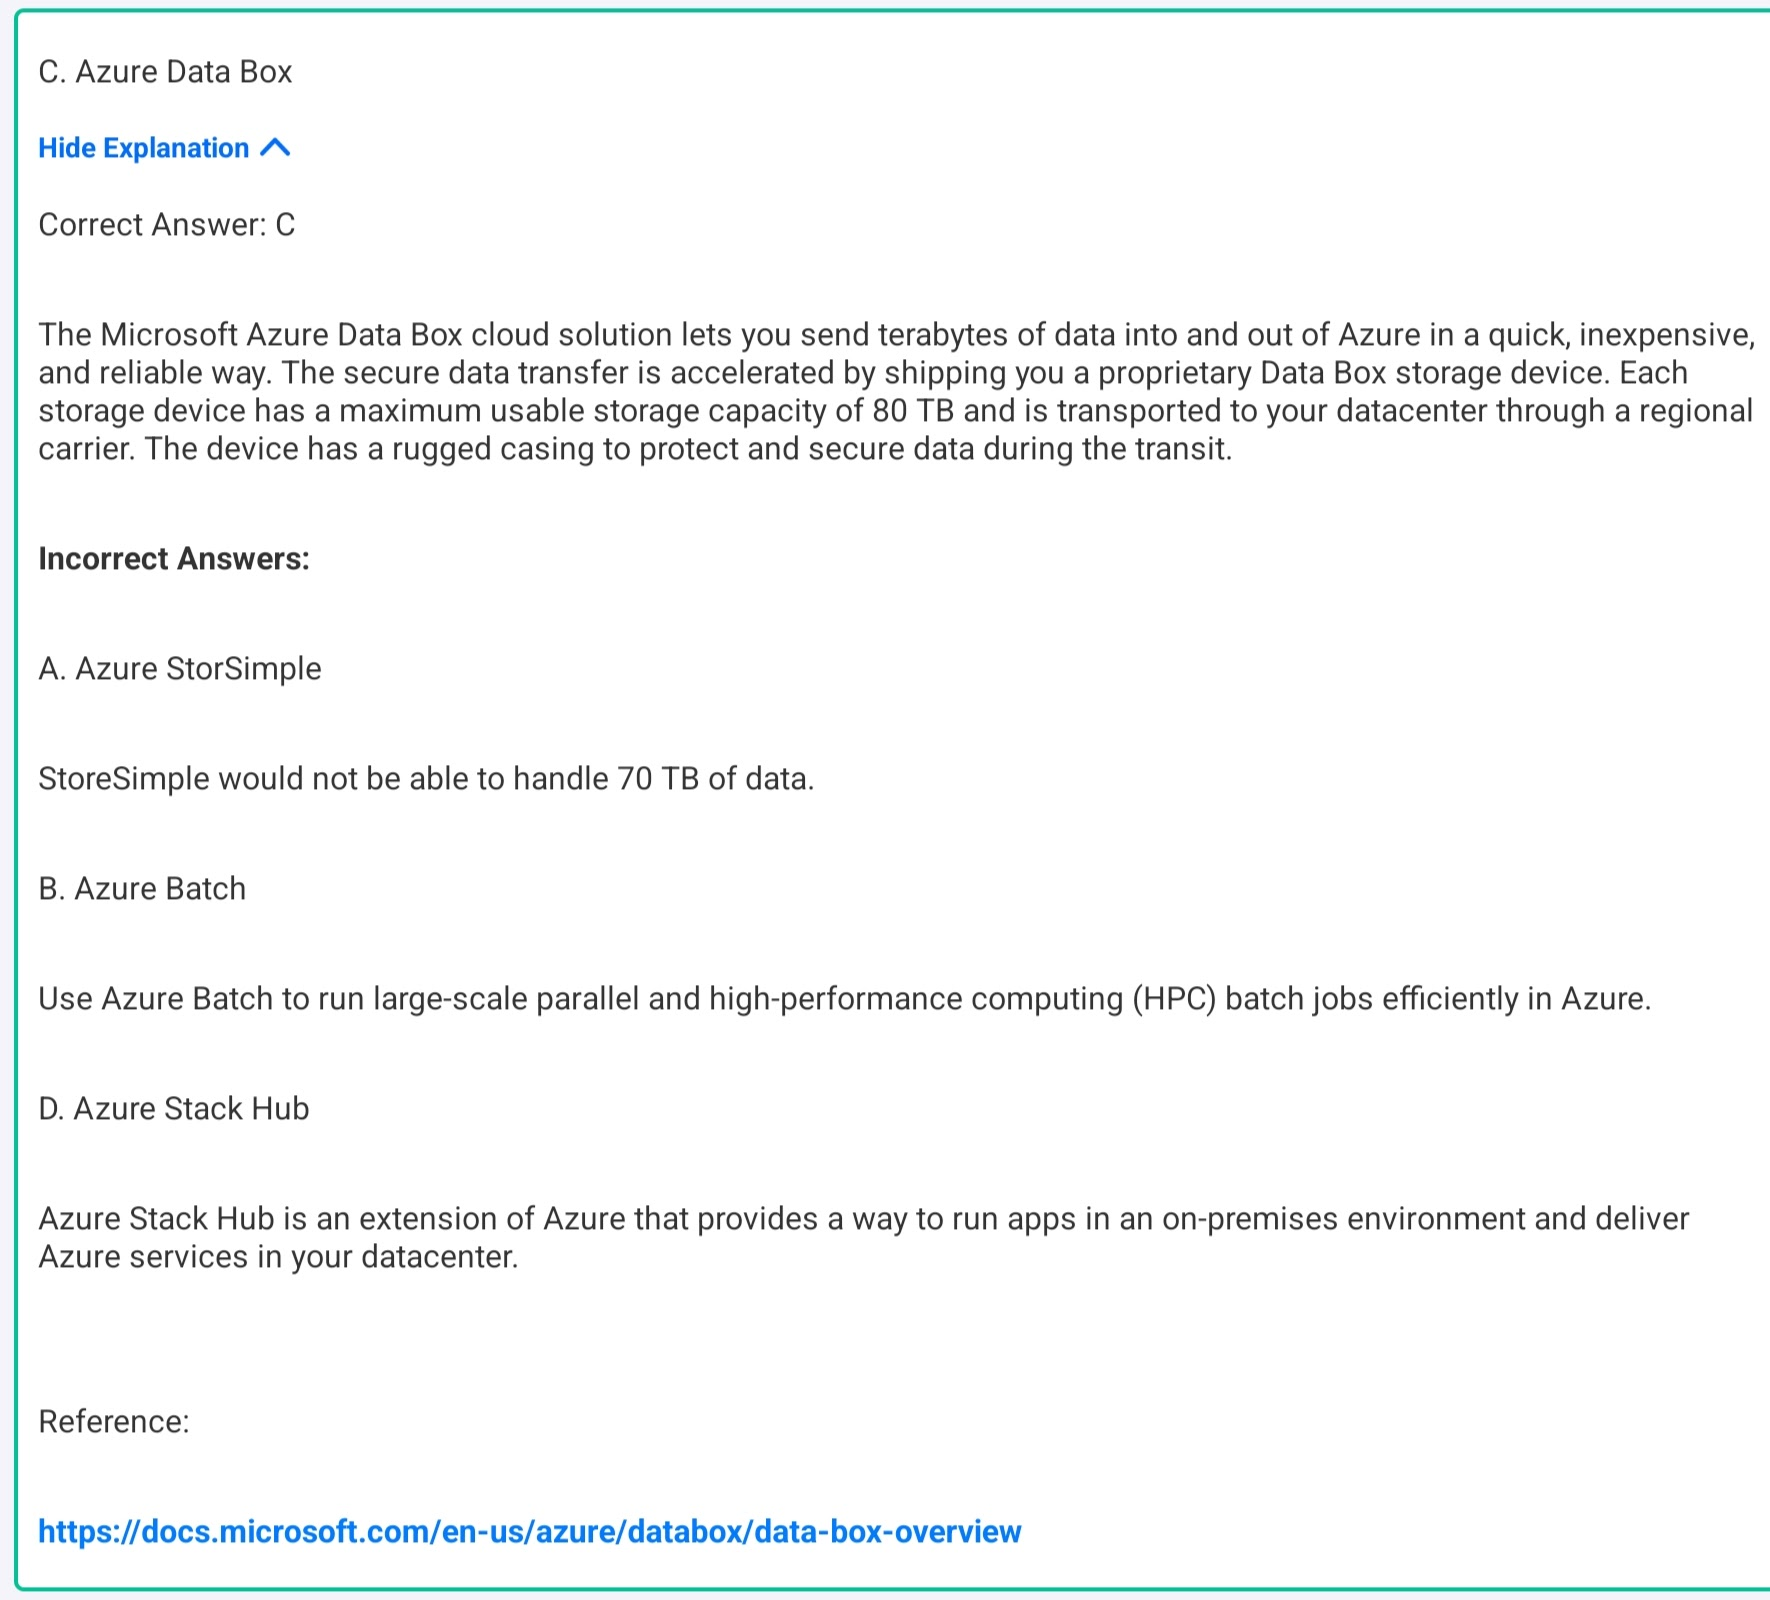 C. Azure Data Box
Hide Explanation
Correct Answer: C
The Microsoft Azure Data Box cloud solution lets you send terabytes of data into and out of Azure in a quick, inexpensive,
and reliable way. The secure data transfer is accelerated by shipping you a proprietary Data Box storage device. Each
storage device has a maximum usable storage capacity of 80 TB and is transported to your datacenter through a regional
carrier. The device has a rugged casing to protect and secure data during the transit.
Incorrect Answers:
A. Azure StorSimple
StoreSimple would not be able to handle 70 TB of data.
B. Azure Batch
Use Azure Batch to run large-scale parallel and high-performance computing (HPC) batch jobs efficiently in Azure.
D. Azure Stack Hub
Azure Stack Hub is an extension of Azure that provides a way to run apps in an on-premises environment and deliver
Azure services in your datacenter.
Reference:
https://docs.microsoft.com/en-us/azure/databox/data-box-overview